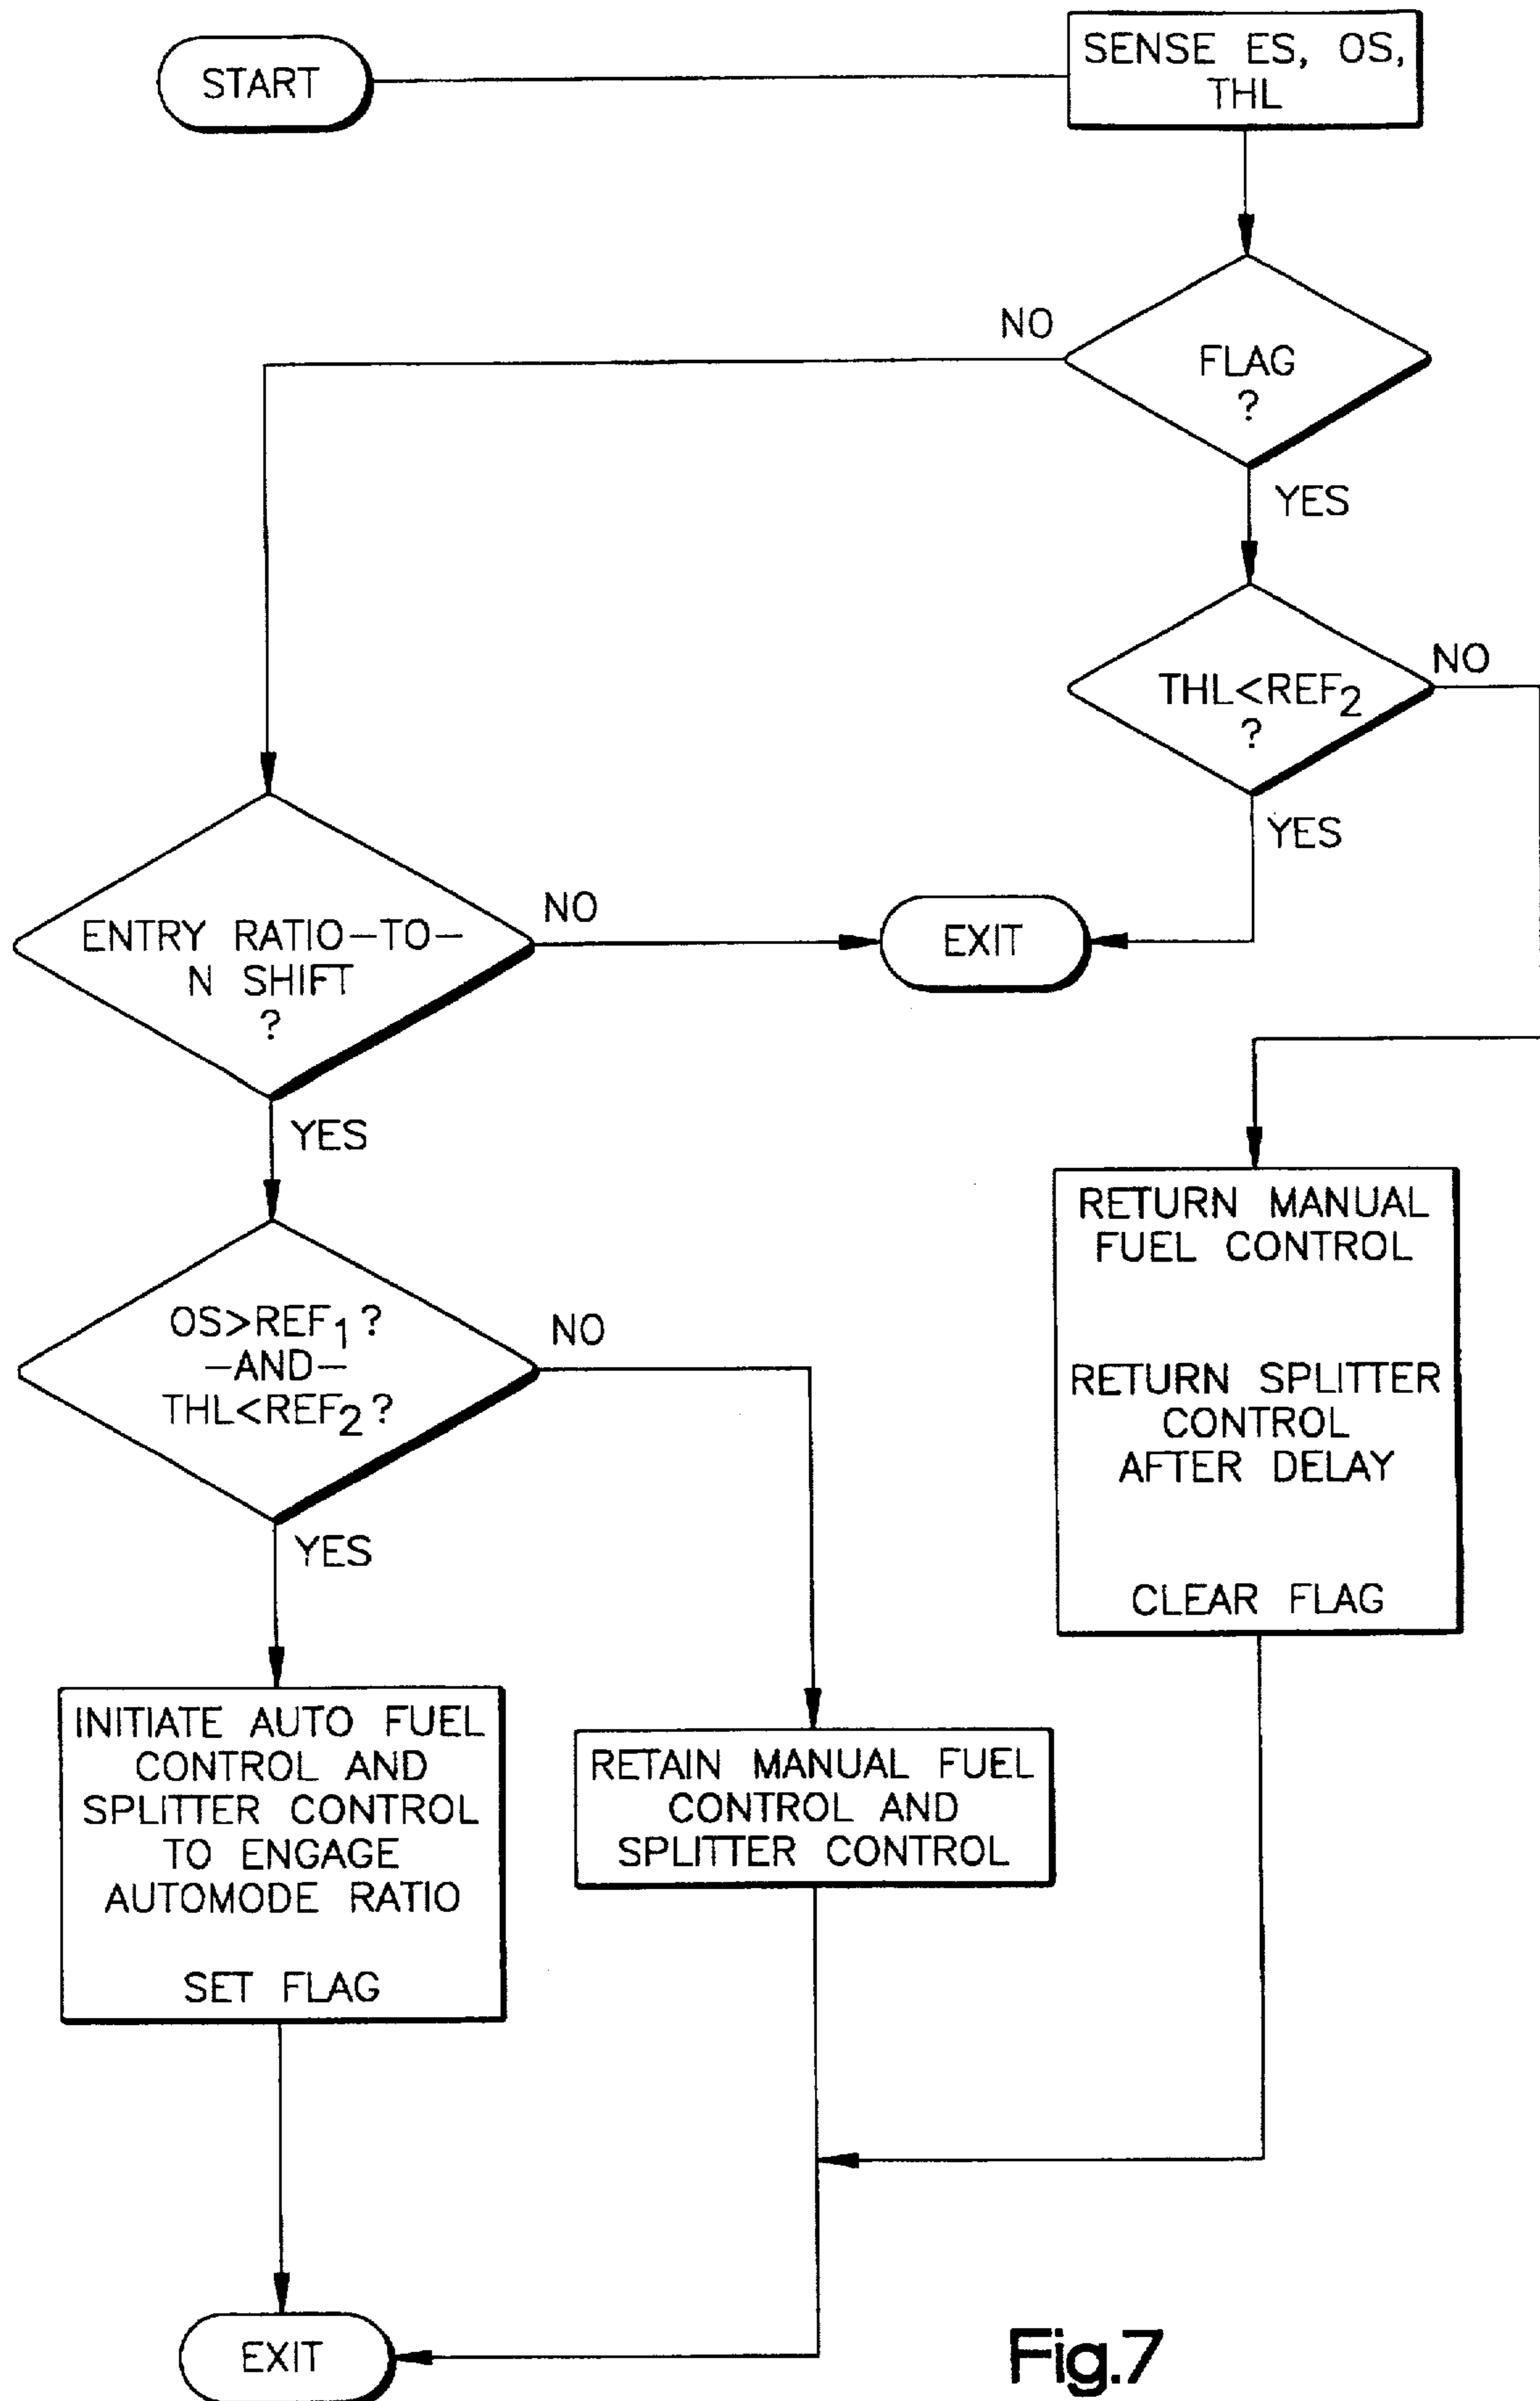 START
SENSE ES, OS,
THL
NO
FLAG
?
YES
THL<REF₂
?
NO
YES
ENTRY RATIO-TO-
N SHIFT
?
NO
EXIT
YES
OS>REF₁?
-AND-
THL<REF₂?
NO
YES
RETURN MANUAL
FUEL CONTROL
RETURN SPLITTER
CONTROL
AFTER DELAY
CLEAR FLAG
INITIATE AUTO FUEL
CONTROL AND
SPLITTER CONTROL
TO ENGAGE
AUTOMODE RATIO
SET FLAG
RETAIN MANUAL FUEL
CONTROL AND
SPLITTER CONTROL
EXIT
Fig.7